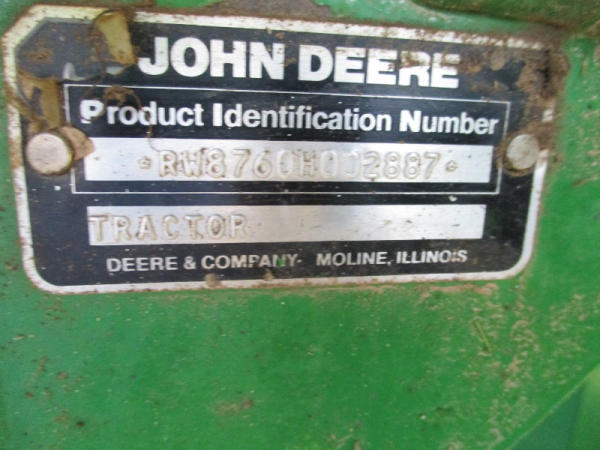 JOHN DEERE
Product Identification Number
*RW8760H002887*
TRACTOR
DEERE & COMPANY- MOLINE, ILLINOIS